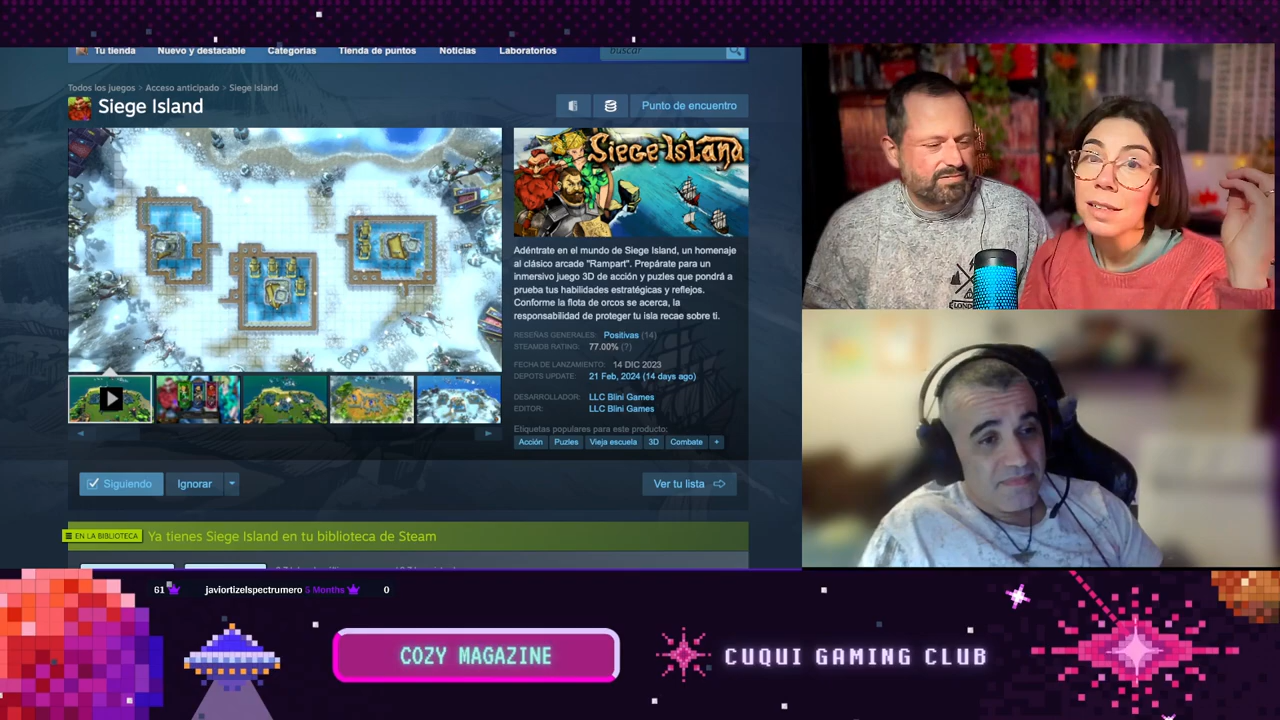 Tu tienda Nuevo y destacable Categorías Tienda de puntos Noticias Laboratorios buscar
Todos los juegos > Acceso anticipado > Siege Island
Siege Island
Punto de encuentro
Siege Island
Adéntrate en el mundo de Siege Island, un homenaje
al clásico arcade "Rampart". Prepárate para un
inmersivo juego 3D de acción y puzles que pondrá a
prueba tus habilidades estratégicas y reflejos.
Conforme la flota de orcos se acerca, la
responsabilidad de proteger tu isla recae sobre ti.
RESEÑAS GENERALES: Positivas (14)
STEAMDB RATING: 77.00% (?)
FECHA DE LANZAMIENTO: 14 DIC 2023
DEPOTS UPDATE: 21 Feb, 2024 (14 days ago)
DESARROLLADOR: LLC Blini Games
EDITOR: LLC Blini Games
Etiquetas populares para este producto:
Acción Puzles Vieja escuela 3D Combate +
Siguiendo Ignorar Ver tu lista
EN LA BIBLIOTECA Ya tienes Siege Island en tu biblioteca de Steam
61 javiortizelspectrumero 5 Months 0
COZY MAGAZINE
CUQUI GAMING CLUB